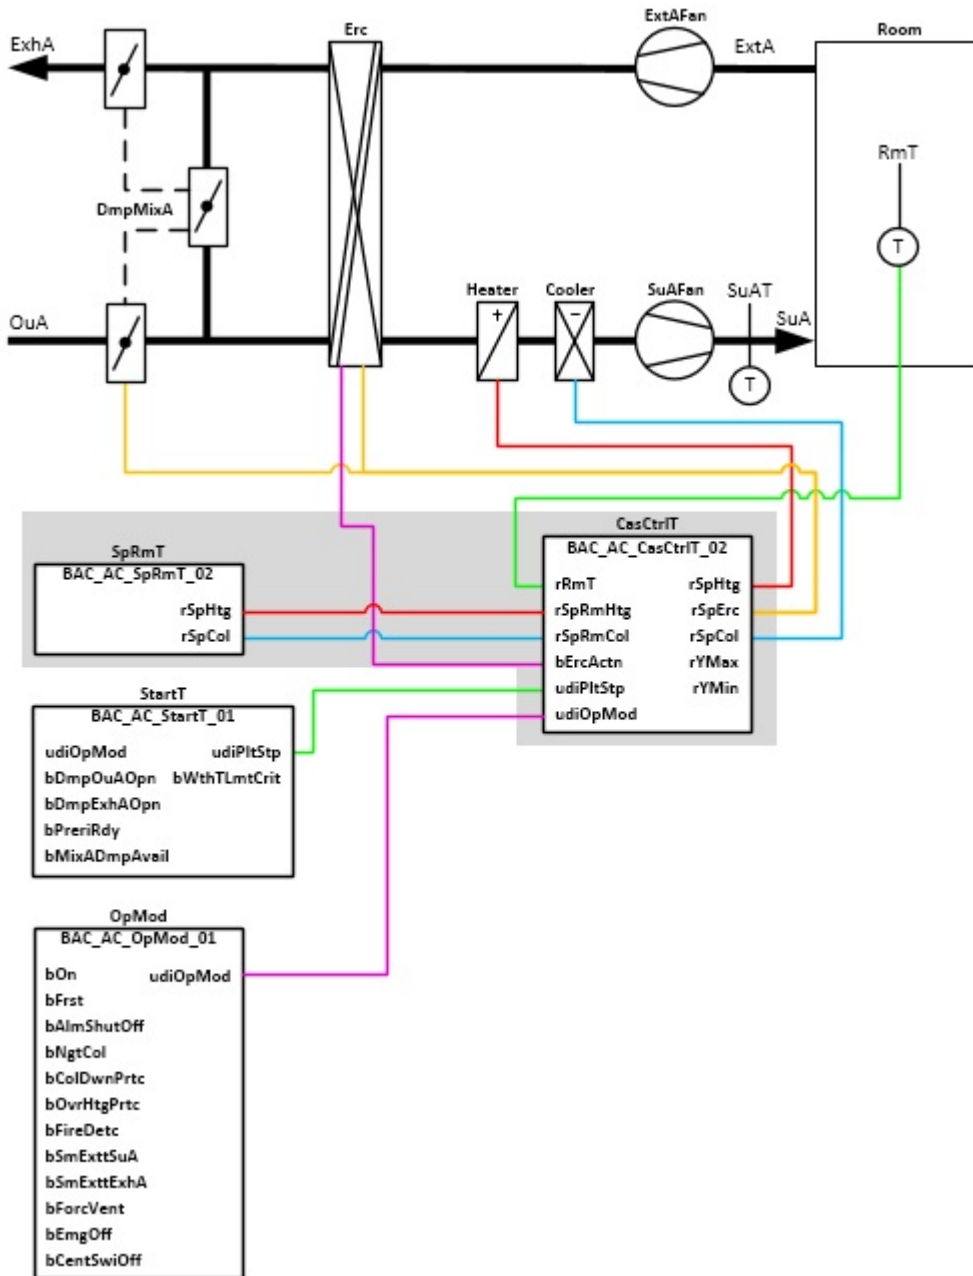 ExhA
Erc
ExtAFan
ExtA
Room
RmT
T
DmpMixA
OuA
Heater
+
Cooler
−
SuAFan
SuAT
SuA
T
CasCtrlT
BAC_AC_CasCtrlT_02
rRmT rSpHtg
rSpRmHtg rSpErc
rSpRmCol rSpCol
bErcActn rYMax
udiPltStp rYMin
udiOpMod
SpRmT
BAC_AC_SpRmT_02
rSpHtg
rSpCol
StartT
BAC_AC_StartT_01
udiOpMod udiPltStp
bDmpOuAOpn bWthTLmtCrit
bDmpExhAOpn
bPreriRdy
bMixADmpAvail
OpMod
BAC_AC_OpMod_01
bOn udiOpMod
bFrst
bAlmShutOff
bNgtCol
bColDwnPrtc
bOvrHtgPrtc
bFireDetc
bSmExttSuA
bSmExttExhA
bForcVent
bEmgOff
bCentSwiOff